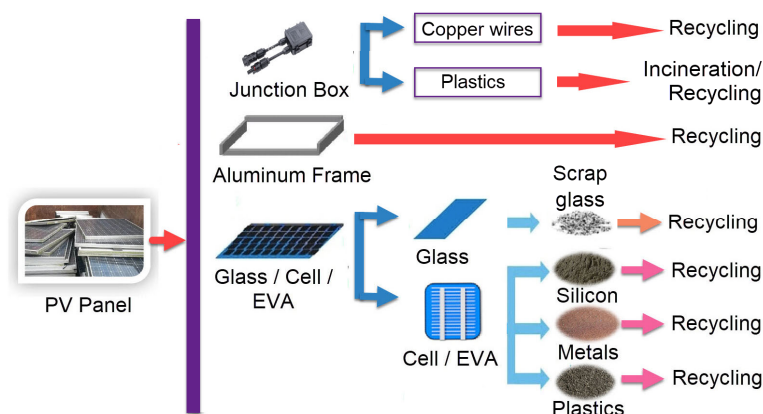 Copper wires
Recycling
Junction Box
Plastics
Incineration/
Recycling
Aluminum Frame
Recycling
PV Panel
Glass / Cell /
EVA
Glass
Scrap
glass
Recycling
Cell / EVA
Silicon
Recycling
Metals
Recycling
Plastics
Recycling